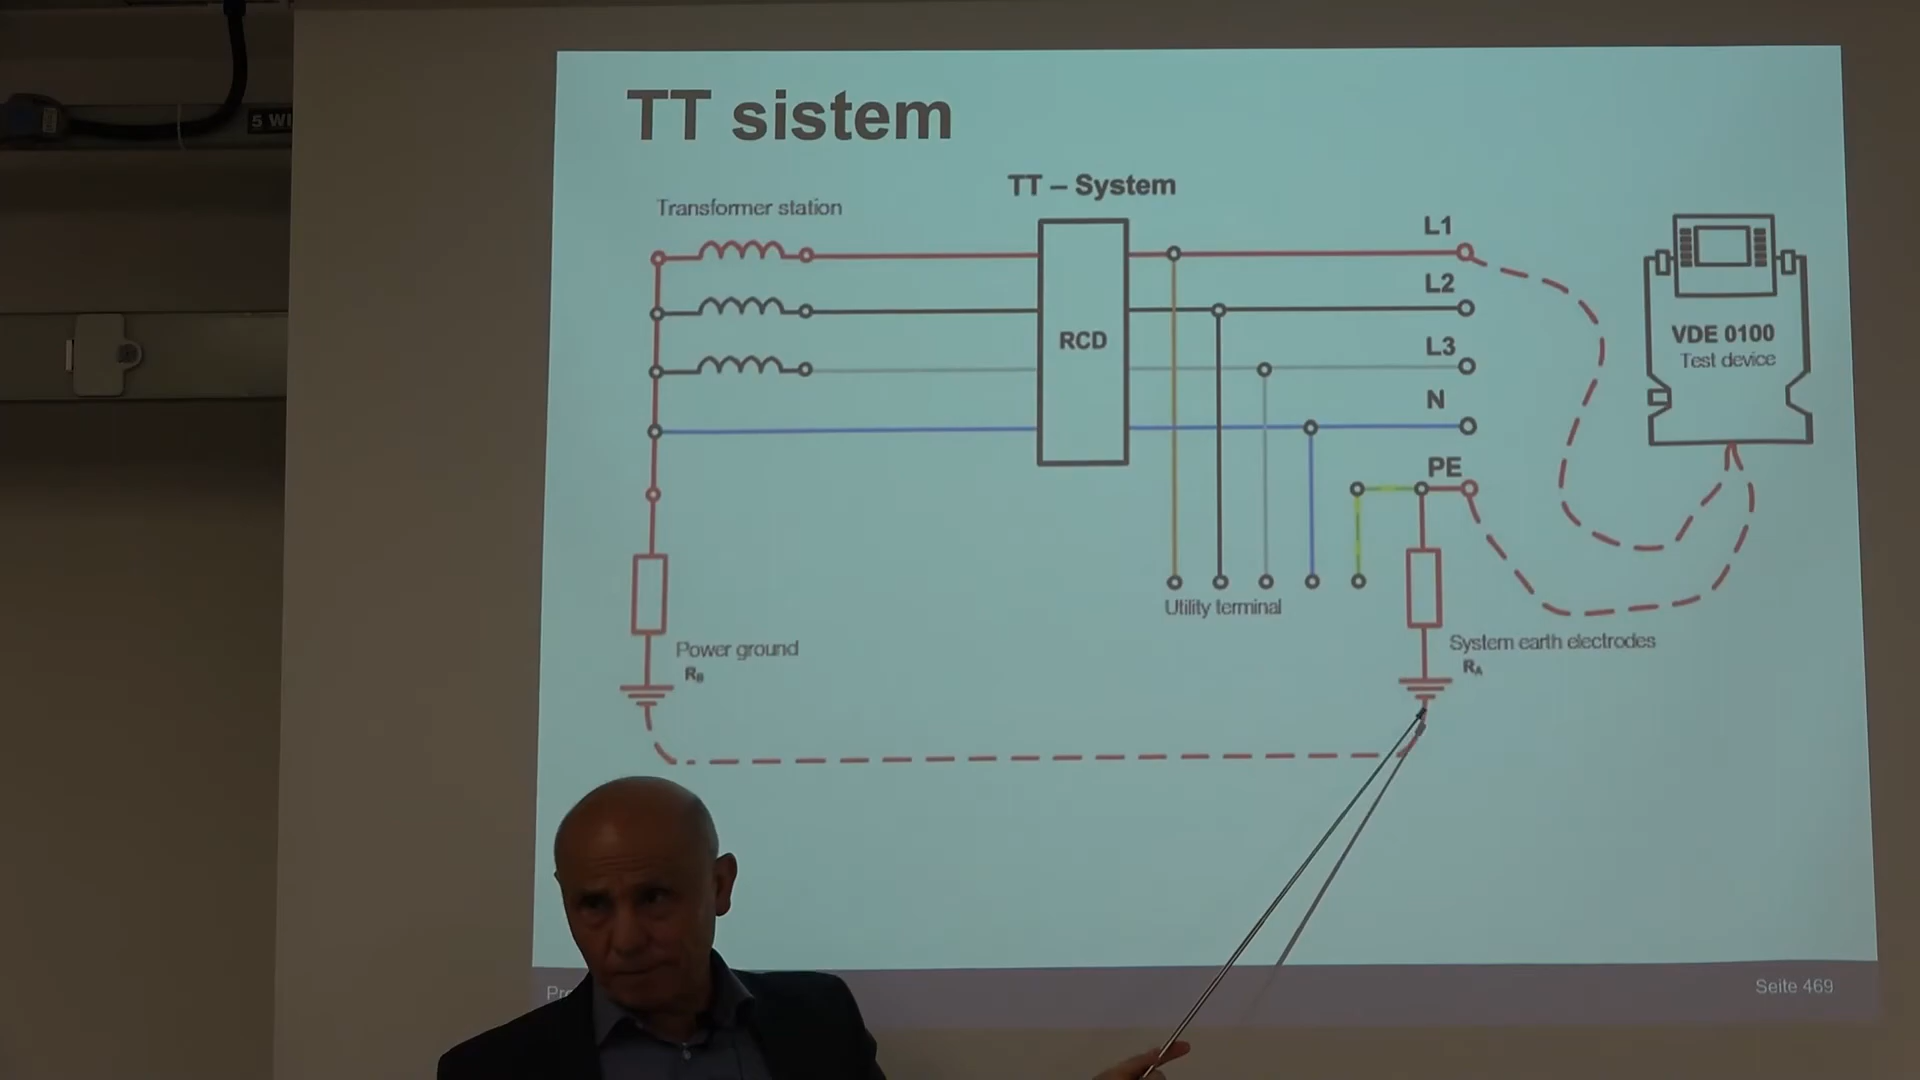 5 WI
TT sistem
TT – System
Transformer station
L1
L2
RCD
VDE 0100
Test device
L3
N
PE
Utility terminal
Power ground
RB
System earth electrodes
RA
Seite 469